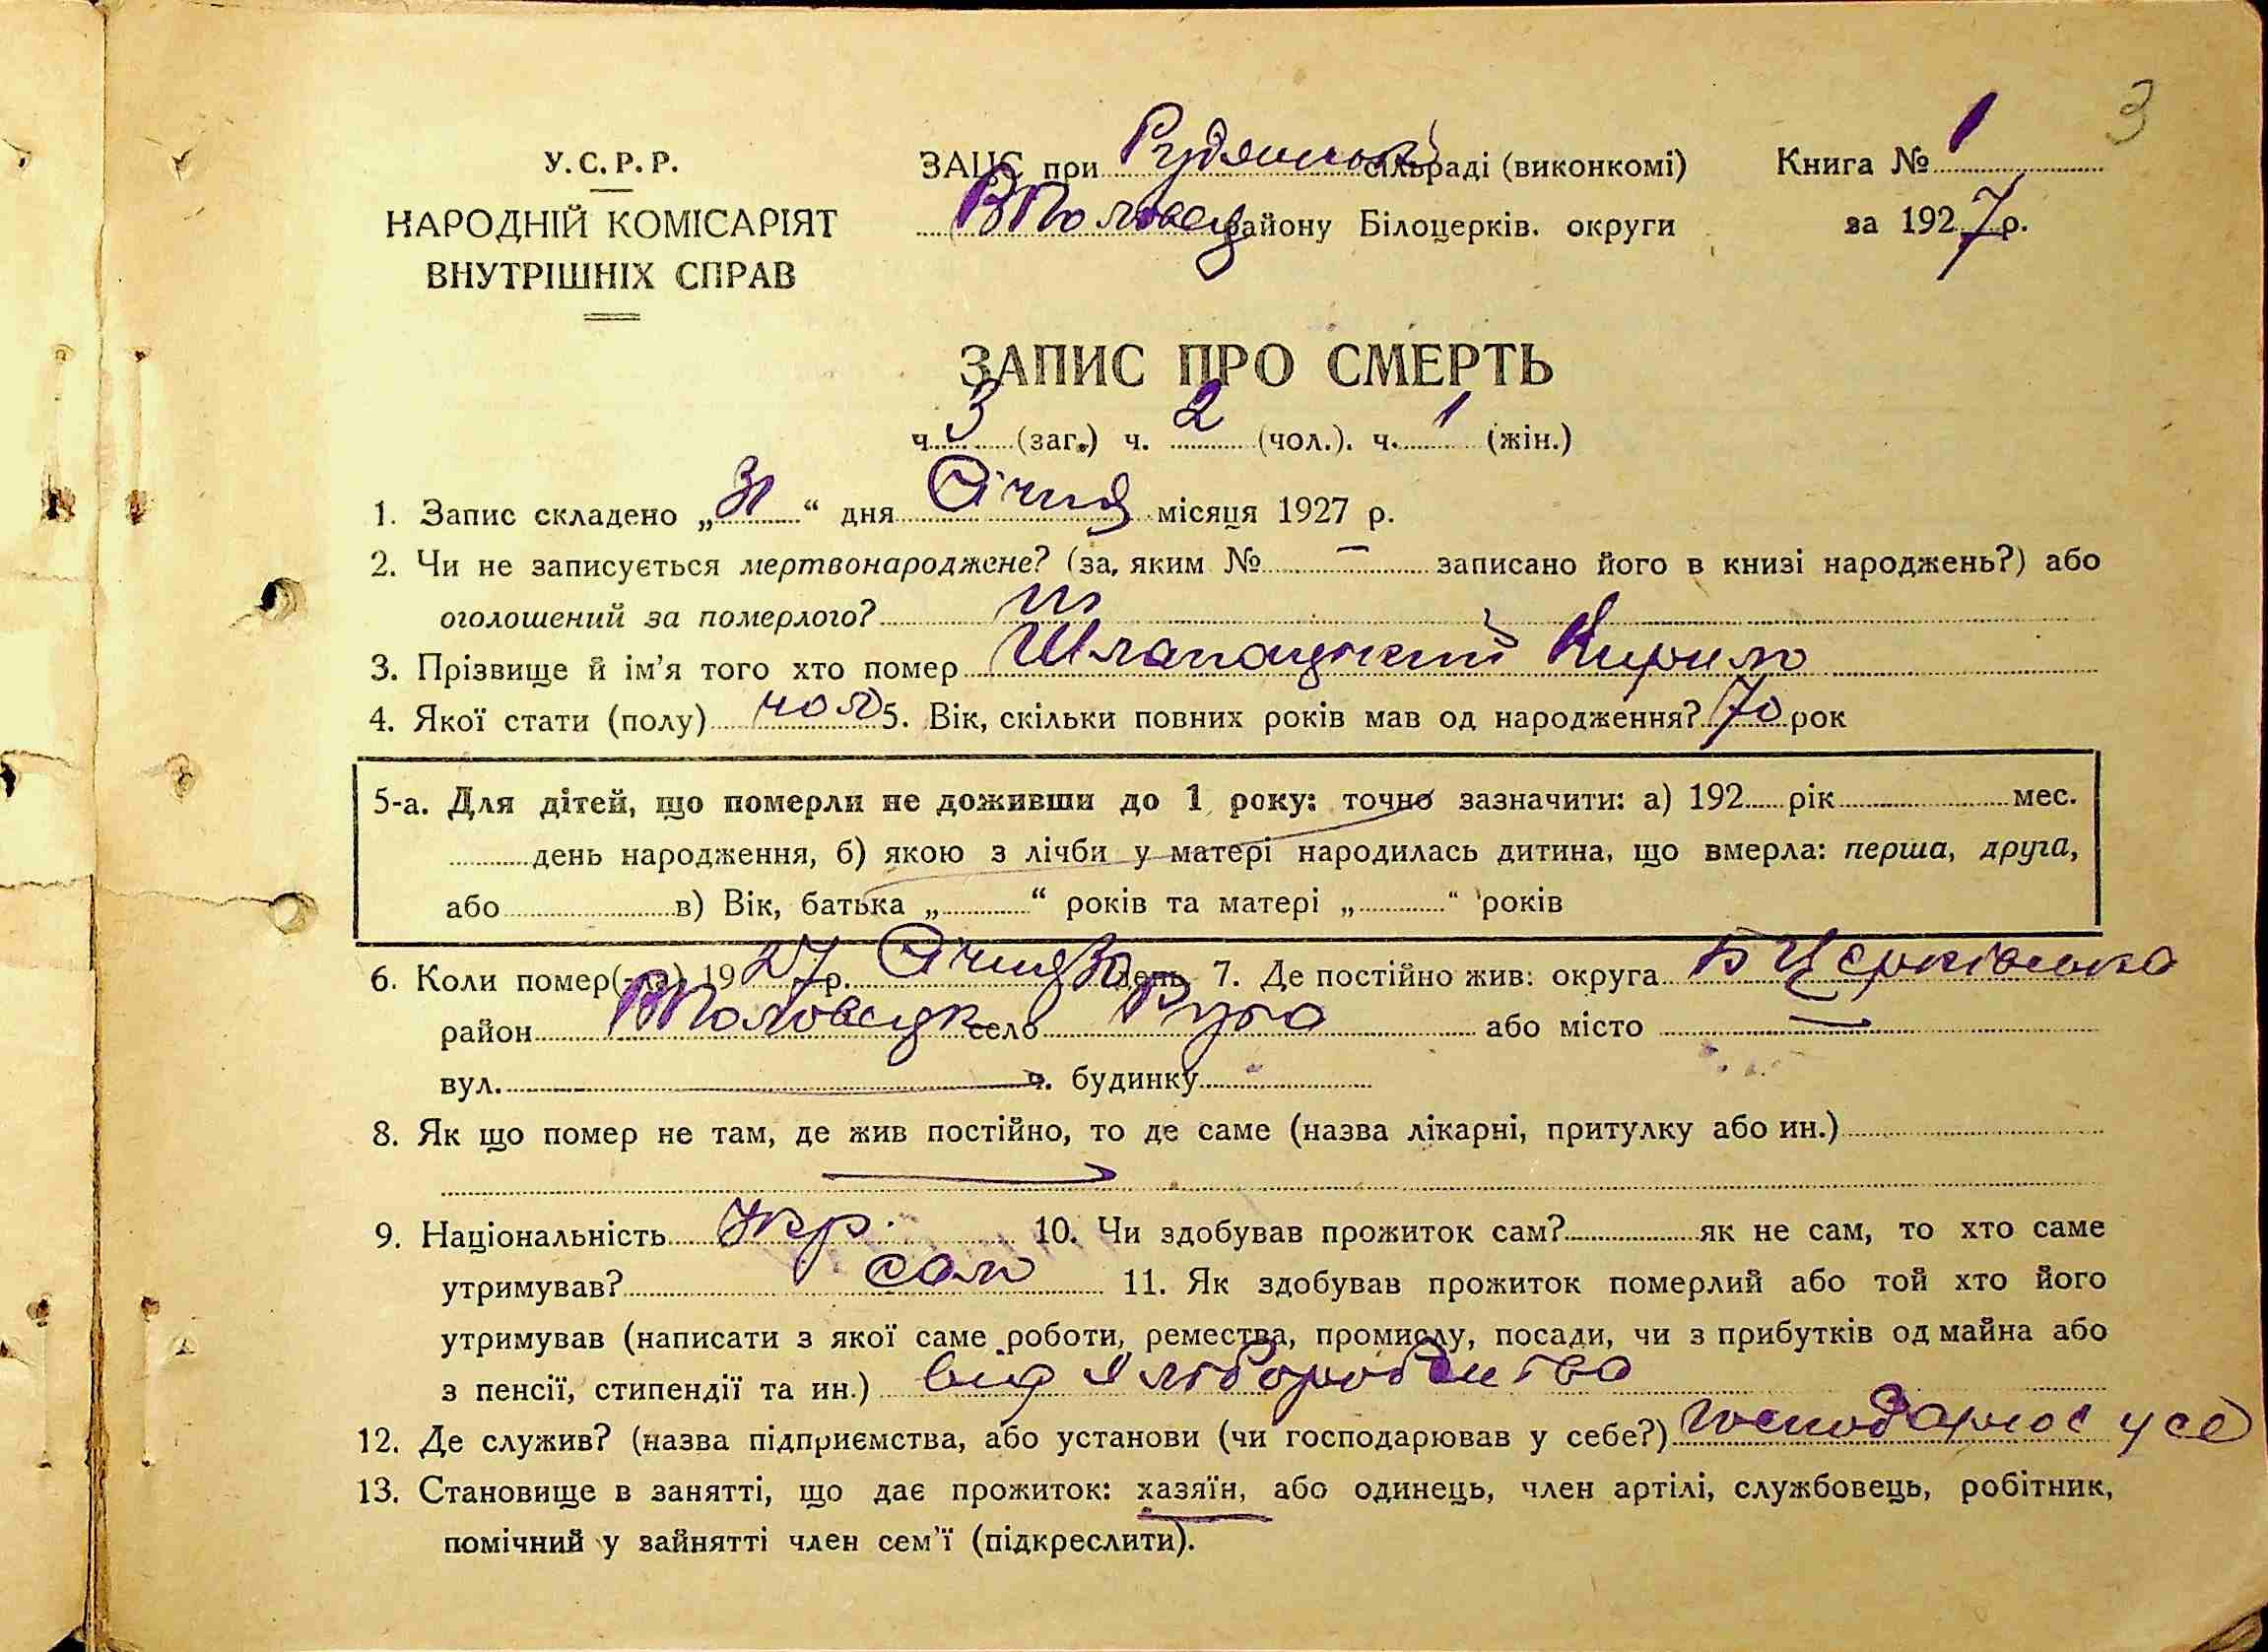 3
У.С.Р.Р.
НАРОДНІЙ КОМІСАРІЯТ
ВНУТРІШНІХ СПРАВ
ЗАЦС при Рудянській сільраді (виконкомі)
ВПоловец району Білоцерків. округи
Книга № 1
за 1927 р.
ЗАПИС ПРО СМЕРТЬ
ч. 3 (заг.) ч. 2 (чол.). ч. 1 (жін.)
1. Запис складено „31“ дня Січня місяця 1927 р.
2. Чи не записується мертвонароджене? (за яким № — записано його в книзі народжень?) або
оголошений за померлого? ні
3. Прізвище й ім'я того хто помер Шлапацький Кирило
4. Якої стати (полу) чол 5. Вік, скільки повних років мав од народження? 70 рок
5-а. Для дітей, що померли не доживши до 1 року: точно зазначити: а) 192 рік мес.
день народження, б) якою з лічби у матері народилась дитина, що вмерла: перша, друга,
або в) Вік, батька „ “ років та матері „ “ років
6. Коли помер(-ла) 1927 р. Січня 30 день 7. Де постійно жив: округа БЦерківська
район ВПоловецьк село Руда або місто —
вул. ч. будинку
8. Як що помер не там, де жив постійно, то де саме (назва лікарні, притулку або ин.)
9. Національність Укр. 10. Чи здобував прожиток сам? як не сам, то хто саме
утримував? сам 11. Як здобував прожиток померлий або той хто його
утримував (написати з якої саме роботи, ремества, промислу, посади, чи з прибутків од майна або
з пенсії, стипендії та ин.) вид хліборобства
12. Де служив? (назва підприємства, або установи (чи господарював у себе?) господарює у се
13. Становище в занятті, що дає прожиток: хазяїн, або одинець, член артілі, службовець, робітник,
помічний у зайнятті член сем'ї (підкреслити).